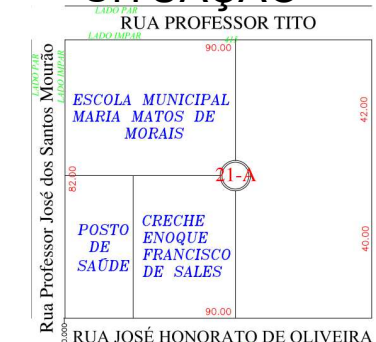 SITUAÇÃO
LADO PAR
RUA PROFESSOR TITO
LADO IMPAR
90.00
LADO PAR
LADO IMPAR
Rua Professor José dos Santos Mourão
ESCOLA MUNICIPAL
MARIA MATOS DE
MORAIS
42.00
82.00
21-A
POSTO
DE
SAÚDE
CRECHE
ENOQUE
FRANCISCO
DE SALES
40.00
90.00
RUA JOSÉ HONORATO DE OLIVEIRA